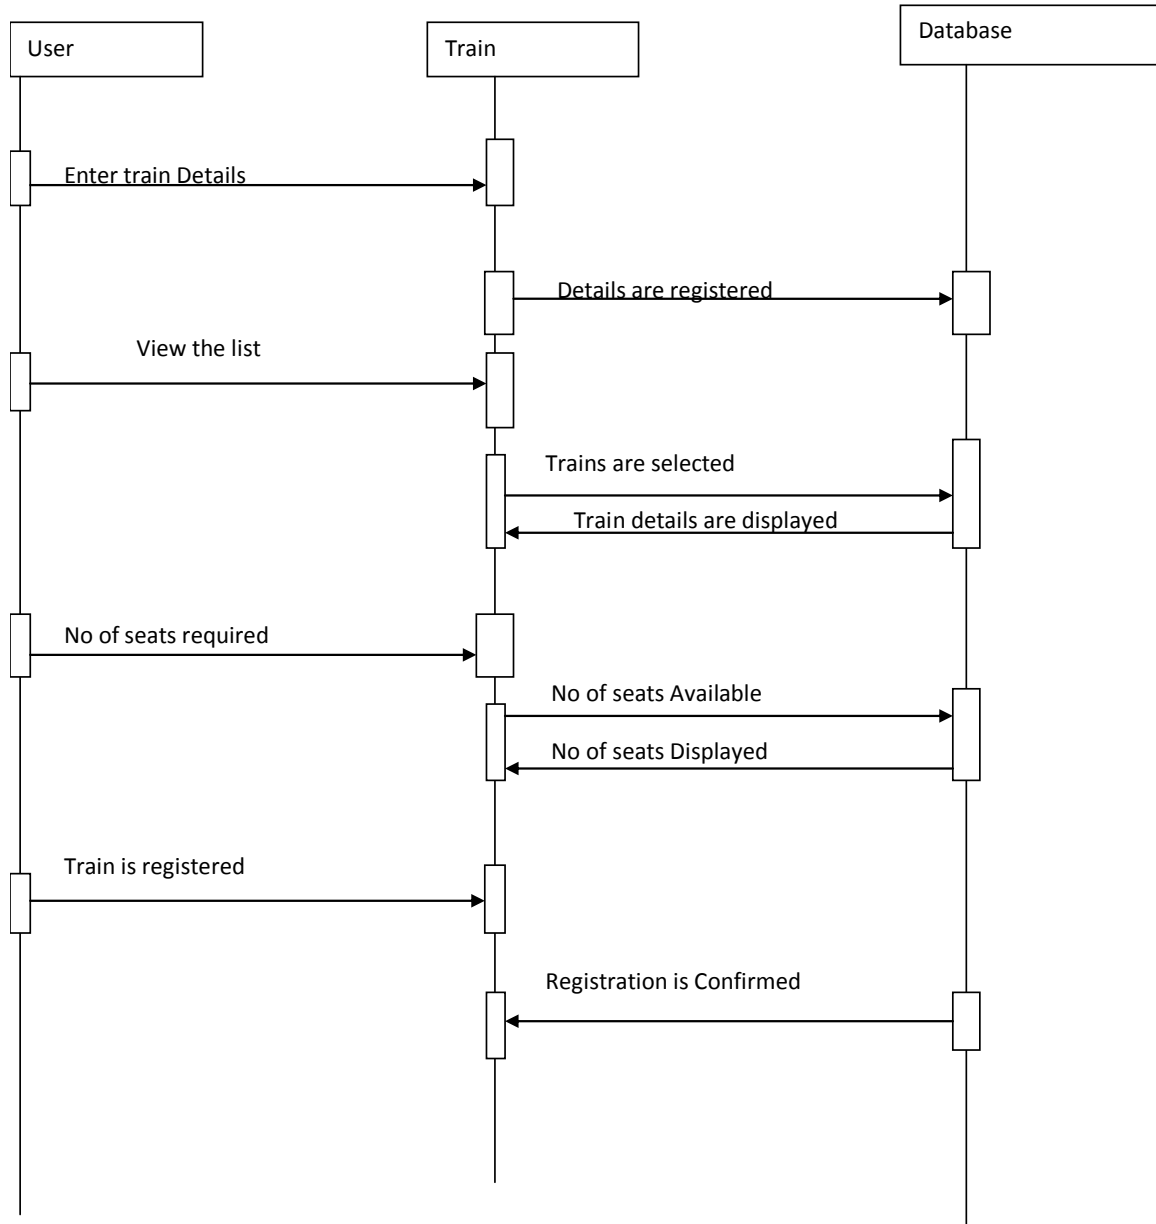 User
Train
Database
Enter train Details
Details are registered
View the list
Trains are selected
Train details are displayed
No of seats required
No of seats Available
No of seats Displayed
Train is registered
Registration is Confirmed